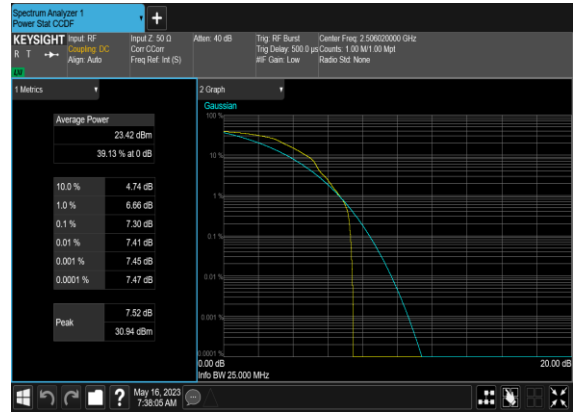 Spectrum Analyzer 1
Power Stat CCDF
KEYSIGHT
R T
LXI
Input: RF
Coupling: DC
Align: Auto
Input Z: 50 Ω
Corr CCorr
Freq Ref: Int (S)
Atten: 40 dB
Trig: RF Burst
Trig Delay: 500.0 µs
#IF Gain: Low
Center Freq: 2.506020000 GHz
Counts: 1.00 M/1.00 Mpt
Radio Std: None
1 Metrics
Average Power
23.42 dBm
39.13 % at 0 dB
10.0 % 4.74 dB
1.0 % 6.66 dB
0.1 % 7.30 dB
0.01 % 7.41 dB
0.001 % 7.45 dB
0.0001 % 7.47 dB
Peak
7.52 dB
30.94 dBm
2 Graph
Gaussian
100 %
10 %
1 %
0.1 %
0.01 %
0.001 %
0.0001 %
0.00 dB
20.00 dB
Info BW 25.000 MHz
?
May 16, 2023
7:38:05 AM